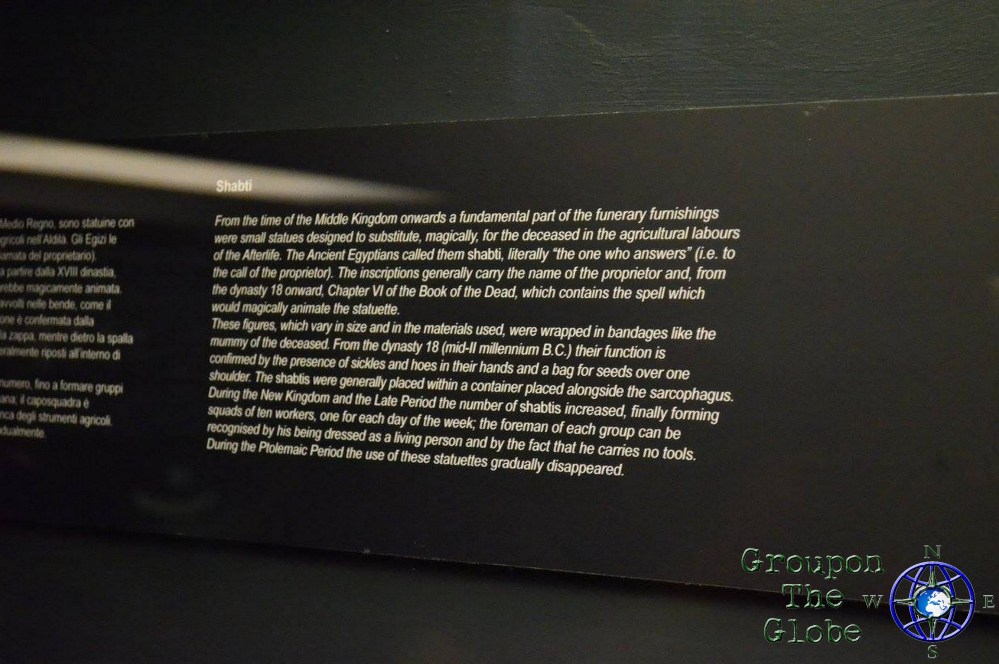 Medio Regno, sono statuine con
gricoli nell'Aldilà. Gli Egizi le
iamata del proprietario).
a partire dalla XVIII dinastia,
rebbe magicamente animata.
avvolti nelle bende, come il
one è confermata dalla
la zappa, mentre dietro la spalla
eralmente riposti all'interno di
numero, fino a formare gruppi
ana; il caposquadra è
nca degli strumenti agricoli.
dualmente.
Shabti
From the time of the Middle Kingdom onwards a fundamental part of the funerary furnishings
were small statues designed to substitute, magically, for the deceased in the agricultural labours
of the Afterlife. The Ancient Egyptians called them shabti, literally “the one who answers” (i.e. to
the call of the proprietor). The inscriptions generally carry the name of the proprietor and, from
the dynasty 18 onward, Chapter VI of the Book of the Dead, which contains the spell which
would magically animate the statuette.
These figures, which vary in size and in the materials used, were wrapped in bandages like the
mummy of the deceased. From the dynasty 18 (mid-II millennium B.C.) their function is
confirmed by the presence of sickles and hoes in their hands and a bag for seeds over one
shoulder. The shabtis were generally placed within a container placed alongside the sarcophagus.
During the New Kingdom and the Late Period the number of shabtis increased, finally forming
squads of ten workers, one for each day of the week; the foreman of each group can be
recognised by his being dressed as a living person and by the fact that he carries no tools.
During the Ptolemaic Period the use of these statuettes gradually disappeared.
Groupon
The
Globe
N
W
E
S